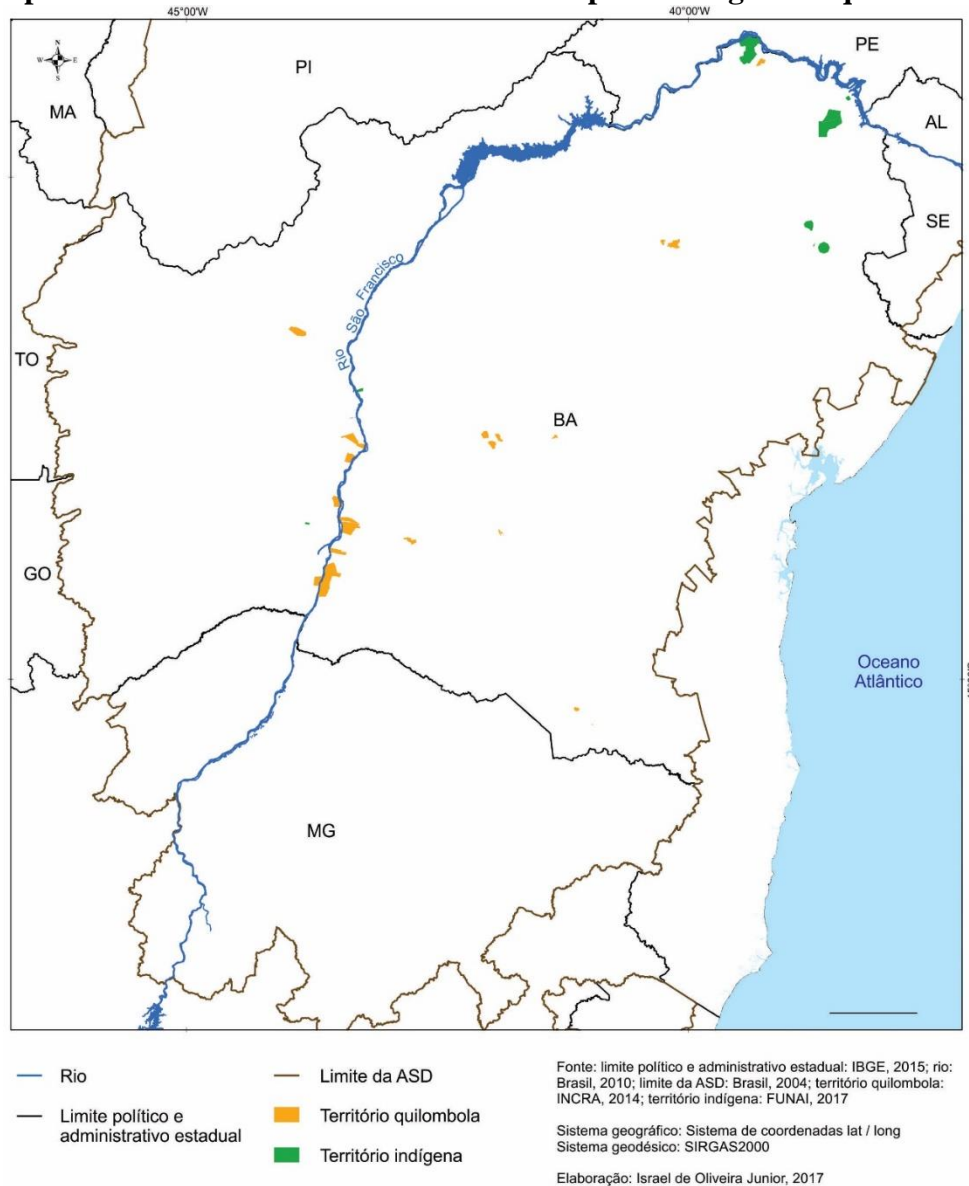 45°00'W 40°00'W
N
W E
S
PI
PE
MA
AL
SE
Rio São Francisco
TO
BA
GO
Oceano
Atlântico
MG
Rio
Limite político e
administrativo estadual
Limite da ASD
Território quilombola
Território indígena
Fonte: limite político e administrativo estadual: IBGE, 2015; rio:
Brasil, 2010; limite da ASD: Brasil, 2004; território quilombola:
INCRA, 2014; território indígena: FUNAI, 2017
Sistema geográfico: Sistema de coordenadas lat / long
Sistema geodésico: SIRGAS2000
Elaboração: Israel de Oliveira Junior, 2017